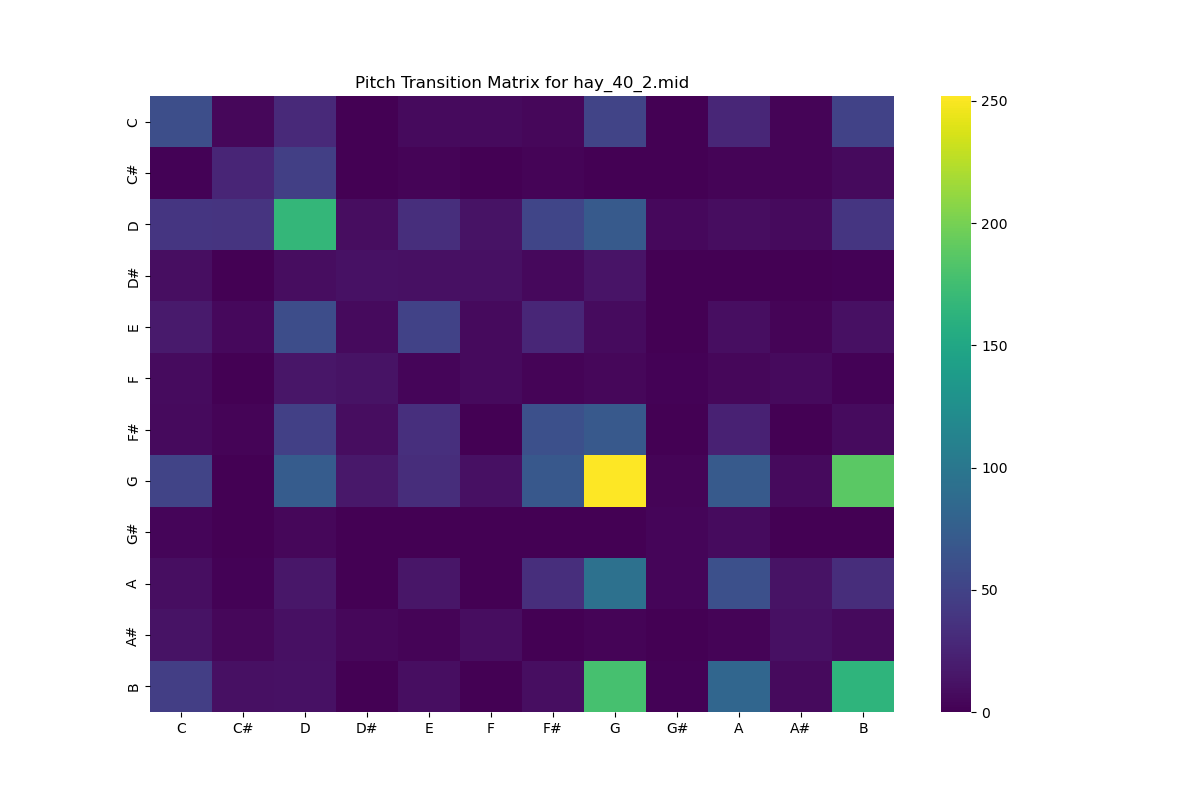 Pitch Transition Matrix for hay_40_2.mid
C
C#
D
D#
E
F
F#
G
G#
A
A#
B
C C# D D# E F F# G G# A A# B
250
200
150
100
50
0